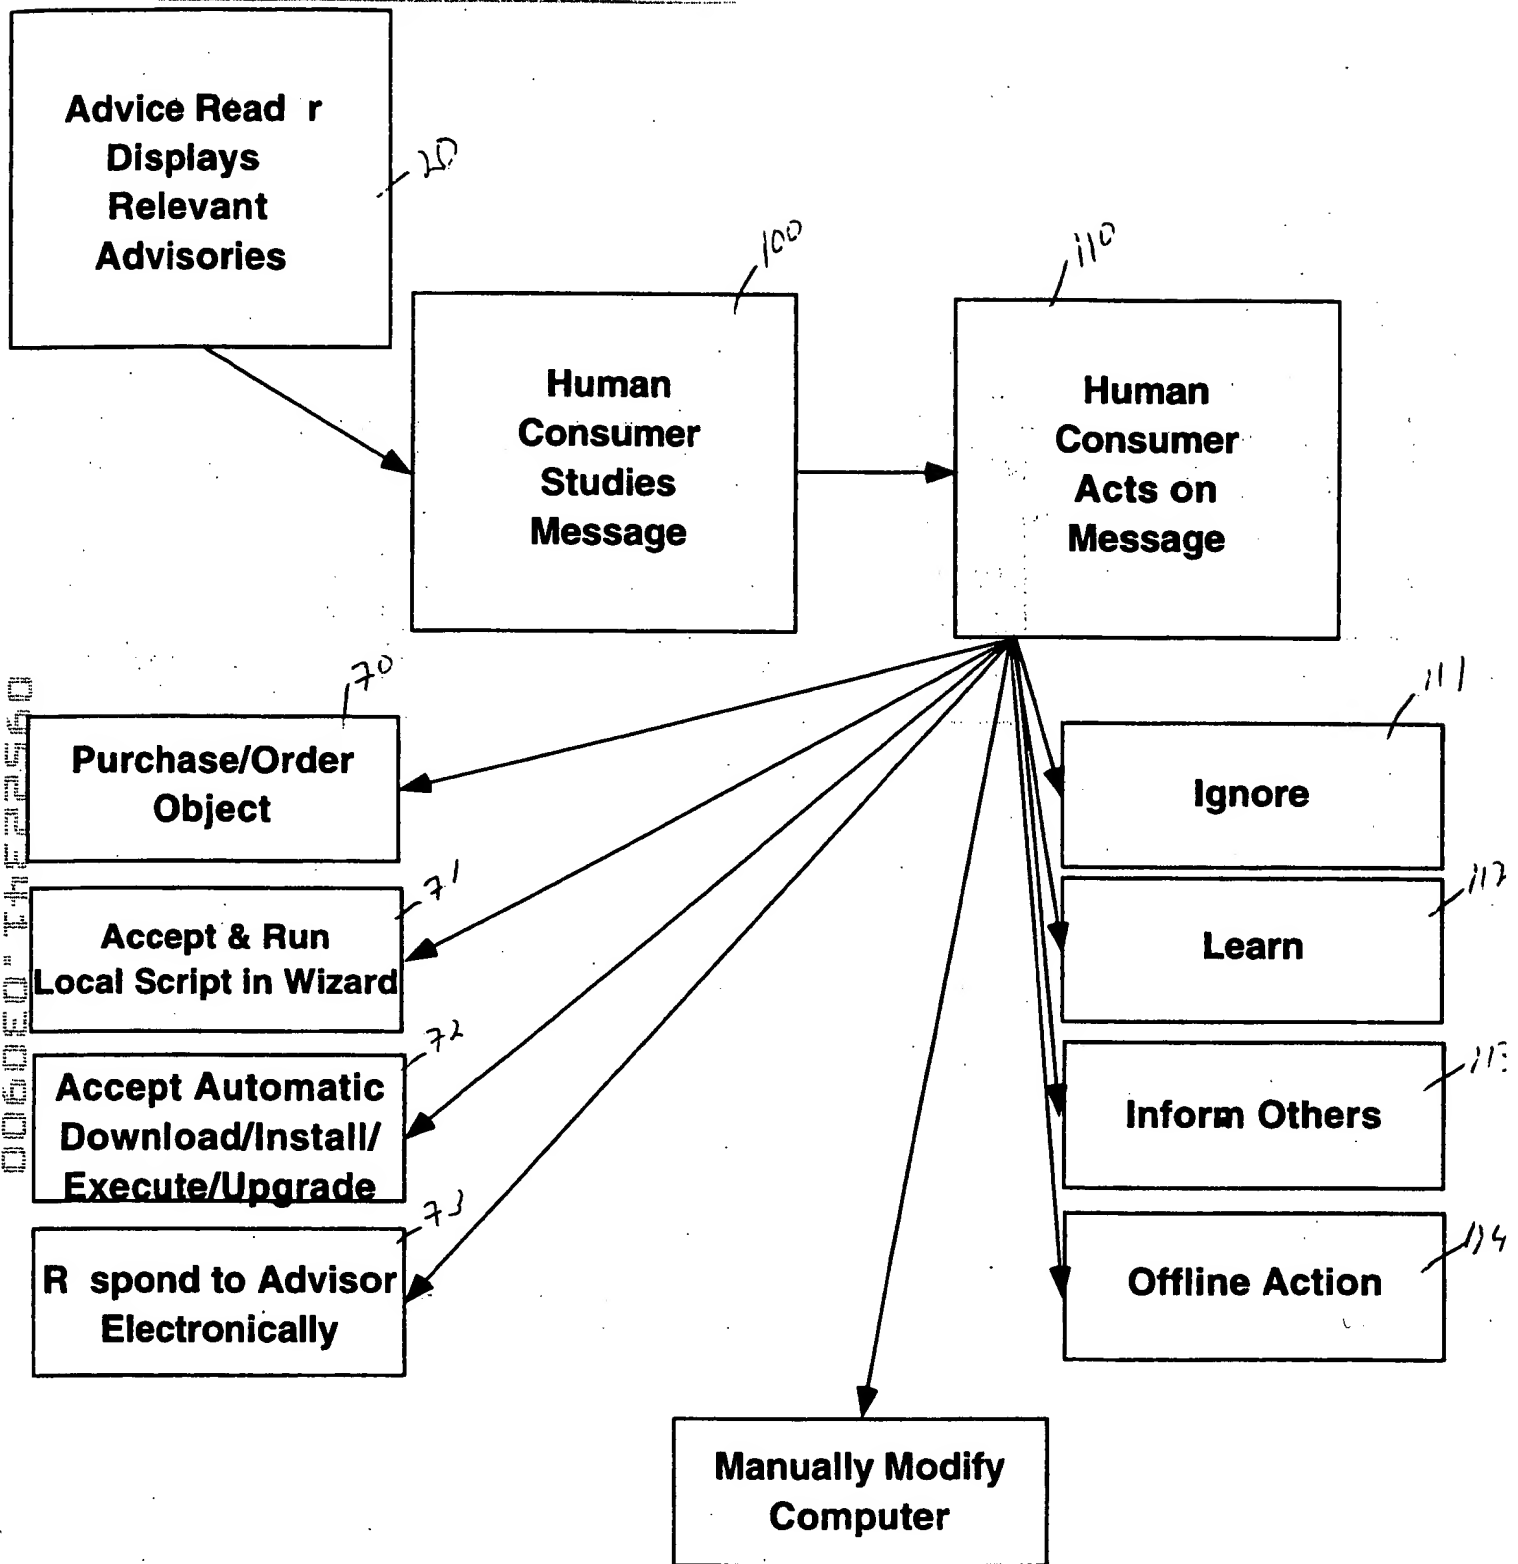 Advice Read r
Displays
Relevant
Advisories
20
100
Human
Consumer
Studies
Message
110
Human
Consumer
Acts on
Message
70
Purchase/Order
Object
71
Accept & Run
Local Script in Wizard
72
Accept Automatic
Download/Install/
Execute/Upgrade
73
R spond to Advisor
Electronically
111
Ignore
112
Learn
113
Inform Others
114
Offline Action
Manually Modify
Computer